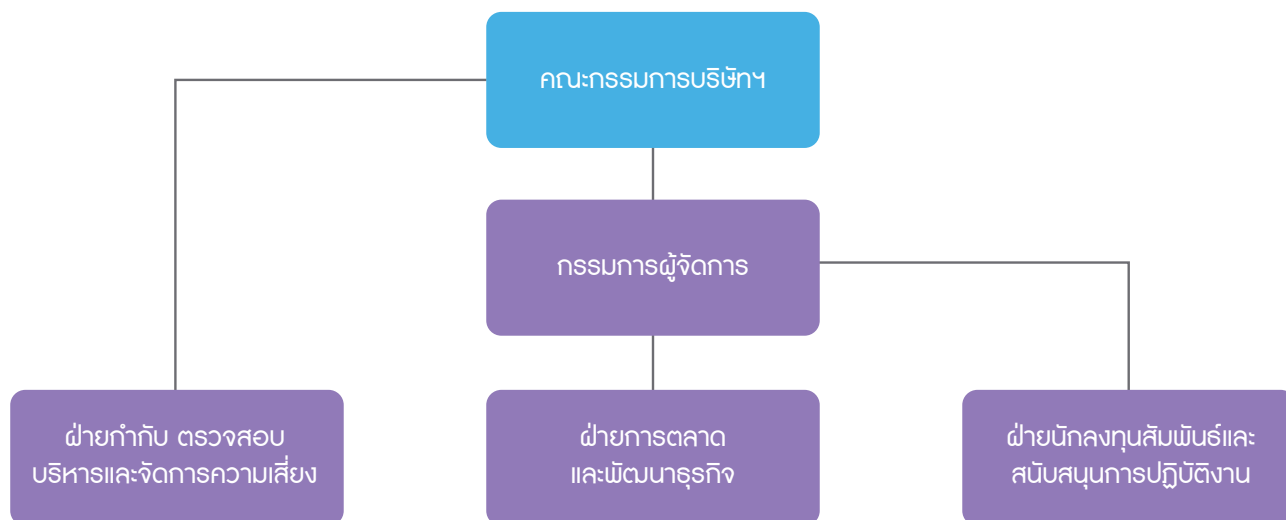 คณะกรรมการบริษัทฯ
กรรมการผู้จัดการ
ฝ่ายกำกับ ตรวจสอบ
บริหารและจัดการความเสี่ยง
ฝ่ายการตลาด
และพัฒนาธุรกิจ
ฝ่ายนักลงทุนสัมพันธ์และ
สนับสนุนการปฏิบัติงาน